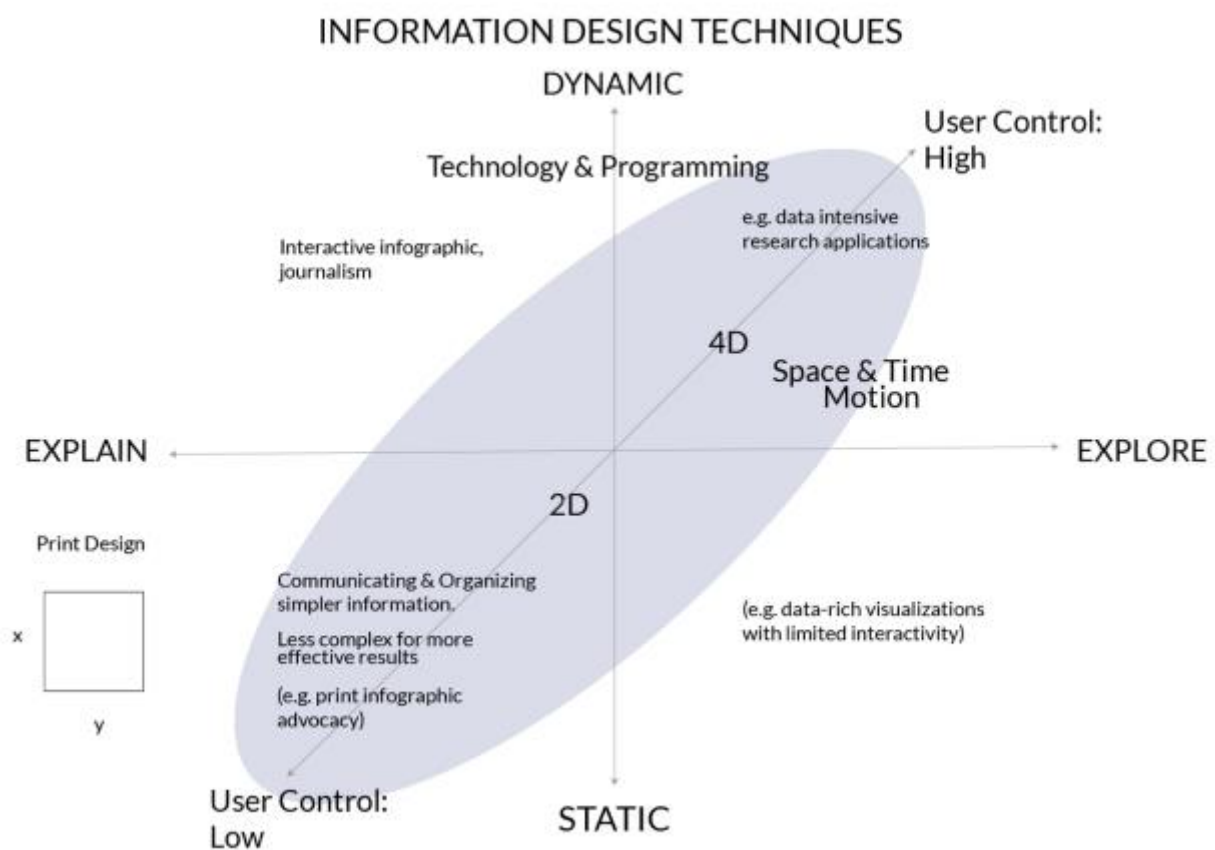 INFORMATION DESIGN TECHNIQUES
DYNAMIC
User Control:
High
Technology & Programming
e.g. data intensive
research applications
Interactive infographic,
journalism
4D
Space & Time
Motion
EXPLAIN
EXPLORE
2D
Print Design
x
y
Communicating & Organizing
simpler information.
Less complex for more
effective results
(e.g. print infographic
advocacy)
(e.g. data-rich visualizations
with limited interactivity)
User Control:
Low
STATIC